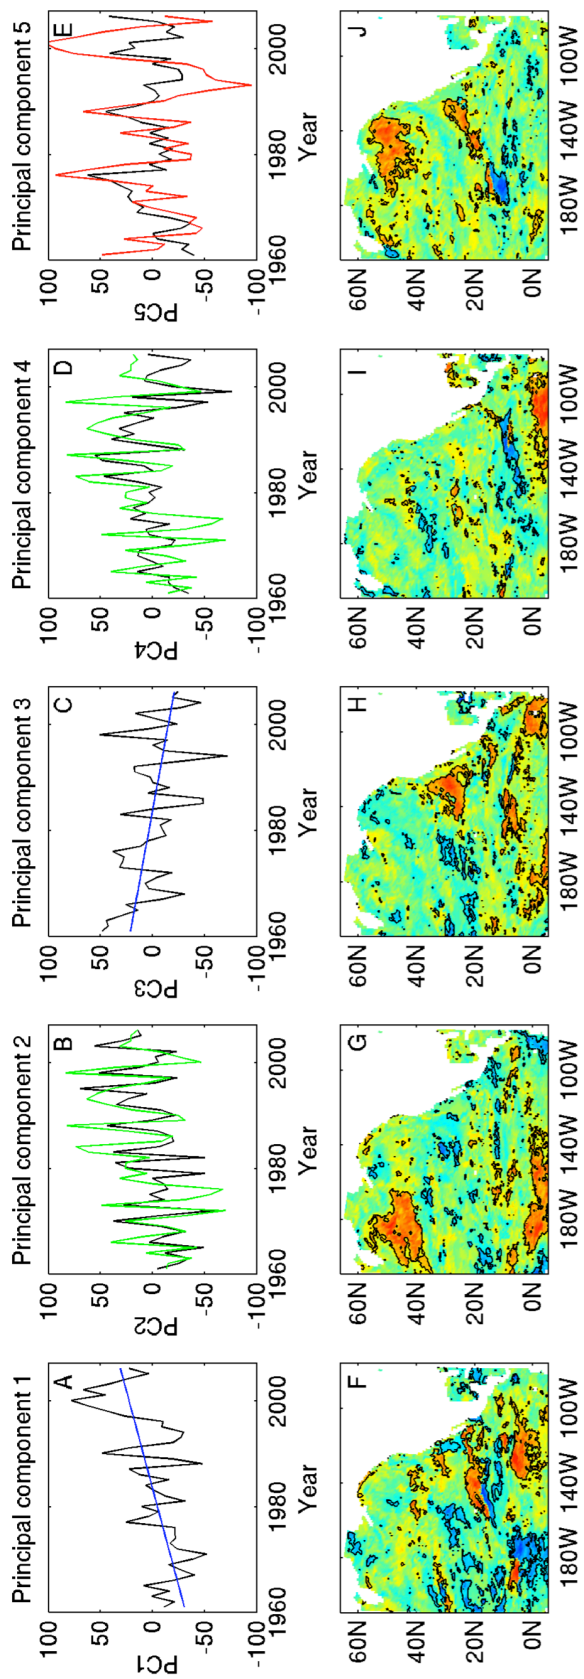 Principal component 1
A
100
50
0
-50
-100
PC1
1960 1980 2000
Year
Principal component 2
B
100
50
0
-50
-100
PC2
1960 1980 2000
Year
Principal component 3
C
100
50
0
-50
-100
PC3
1960 1980 2000
Year
Principal component 4
D
100
50
0
-50
-100
PC4
1960 1980 2000
Year
Principal component 5
E
100
50
0
-50
-100
PC5
1960 1980 2000
Year
F
60N
40N
20N
0N
180W 140W 100W
G
60N
40N
20N
0N
180W 140W 100W
H
60N
40N
20N
0N
180W 140W 100W
I
60N
40N
20N
0N
180W 140W 100W
J
60N
40N
20N
0N
180W 140W 100W